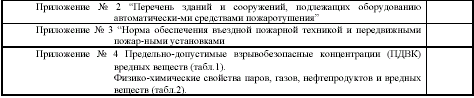 Приложение № 2 “Перечень зданий и сооружений, подлежащих оборудованию
автоматически-ми средствами пожаротушения”
Приложение № 3 “Норма обеспечения въездной пожарной техникой и передвижными
пожар-ными установками
Приложение № 4 Предельно-допустимые взрывобезопасные концентрации (ПДВК)
вредных веществ (табл.1).
Физико-химические свойства паров, газов, нефтепродуктов и вредных
веществ (табл.2).